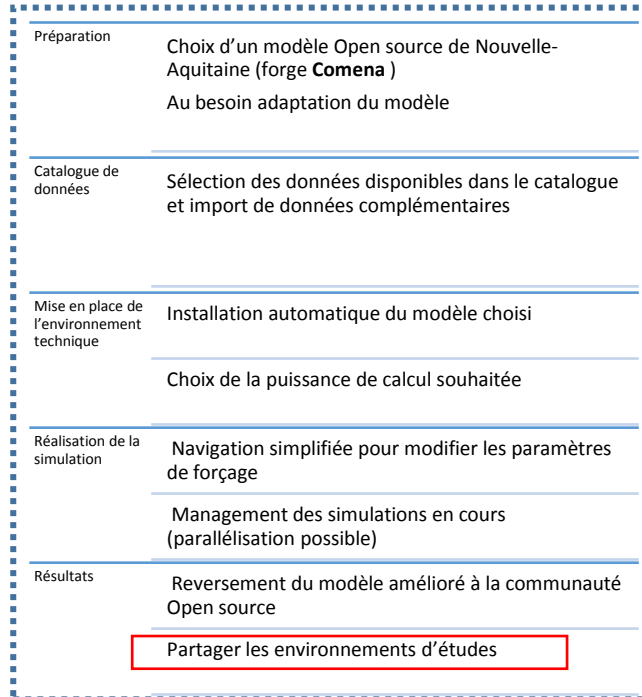 Préparation
Choix d'un modèle Open source de Nouvelle-
Aquitaine (forge Comena )
Au besoin adaptation du modèle
Catalogue de
données
Sélection des données disponibles dans le catalogue
et import de données complémentaires
Mise en place de
l'environnement
technique
Installation automatique du modèle choisi
Choix de la puissance de calcul souhaitée
Réalisation de la
simulation
Navigation simplifiée pour modifier les paramètres
de forçage
Management des simulations en cours
(parallélisation possible)
Résultats
Reversement du modèle amélioré à la communauté
Open source
Partager les environnements d'études